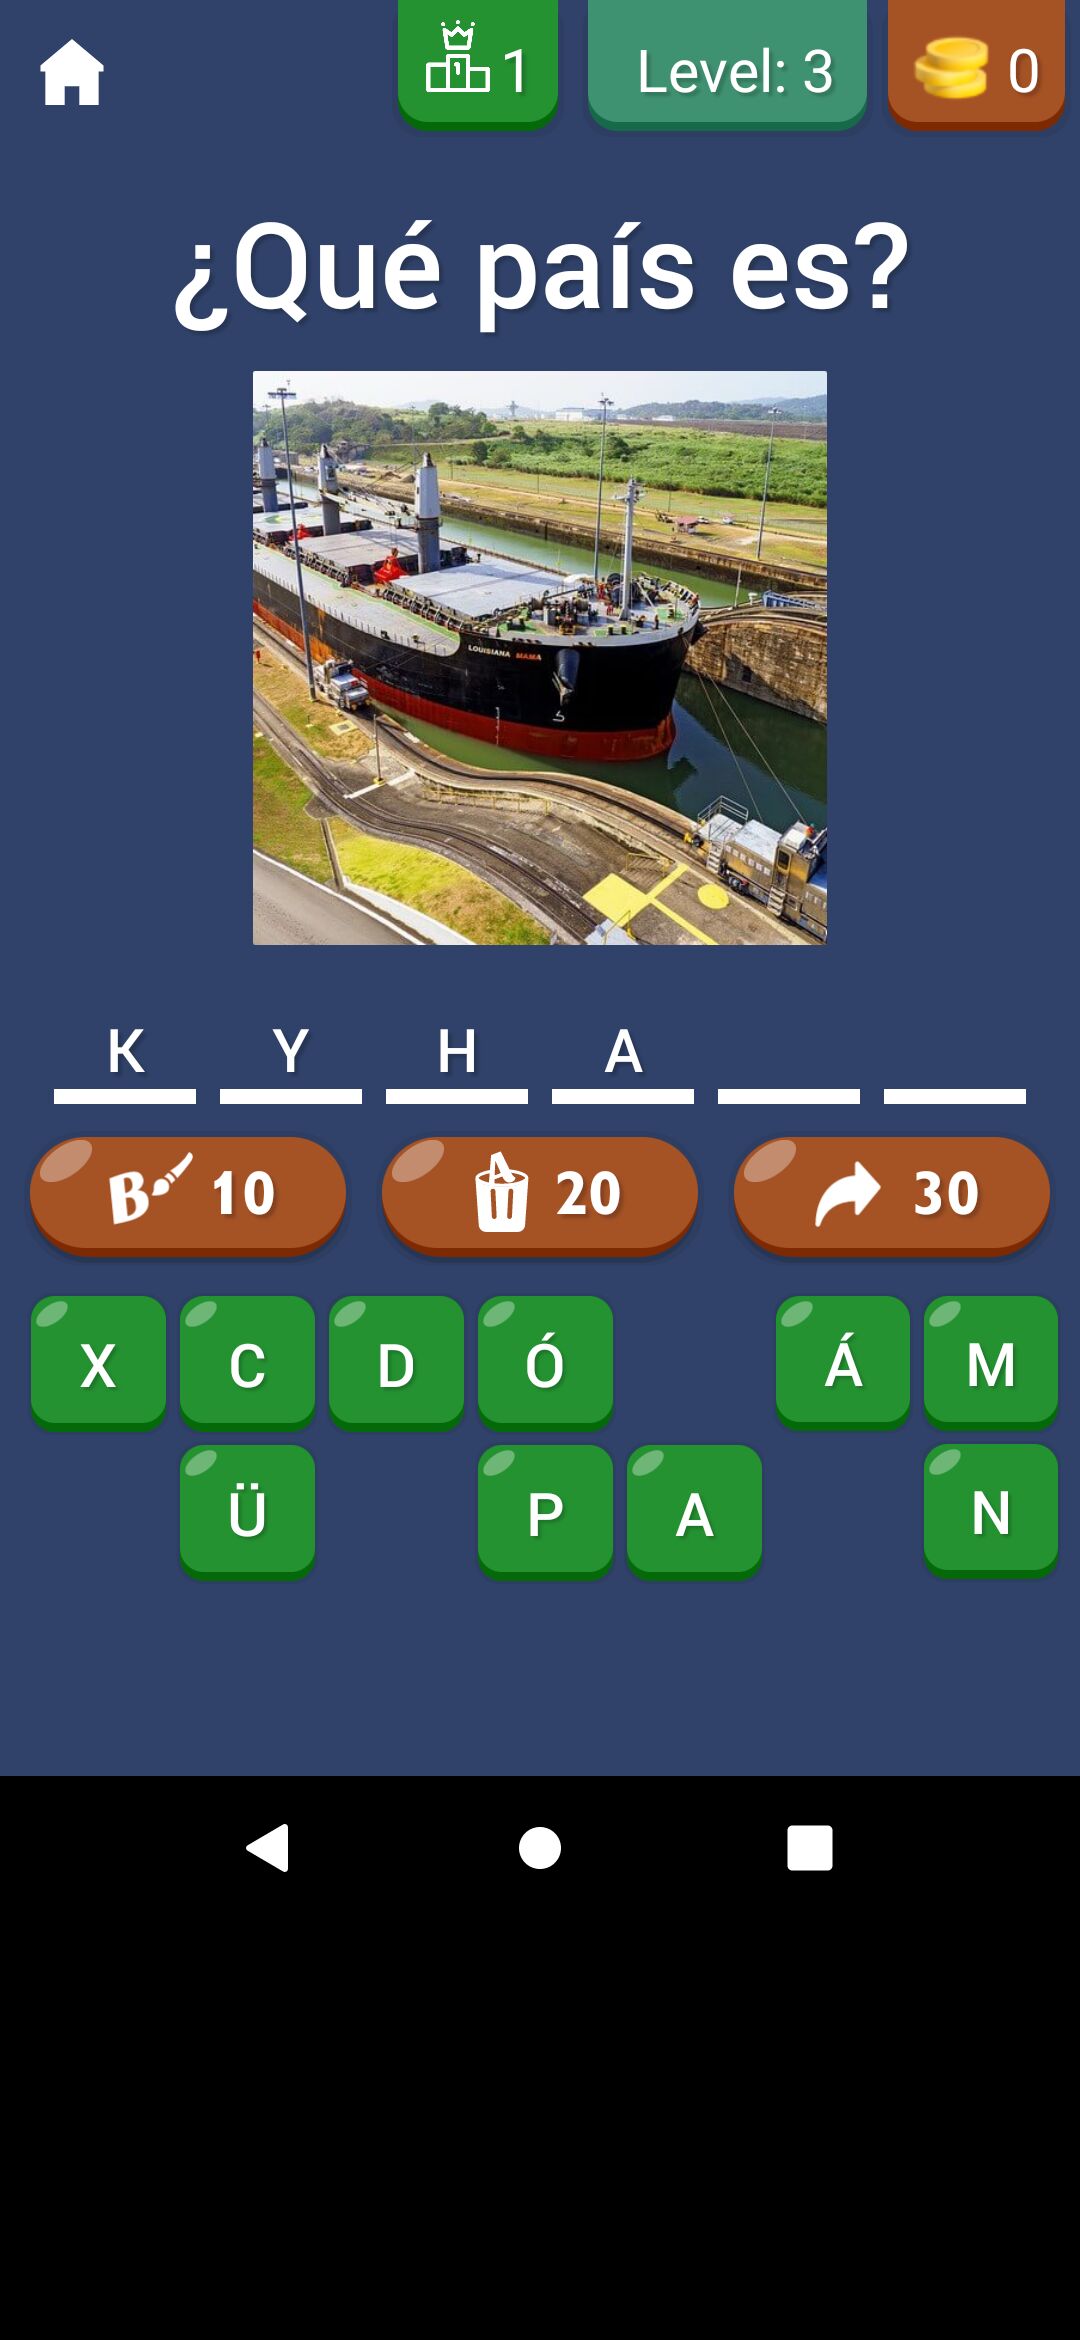 1 Level: 3 0
¿Qué país es?
LOUISIANA MAMA
K Y H A
B 10 20 30
X C D Ó Á M
Ü P A N